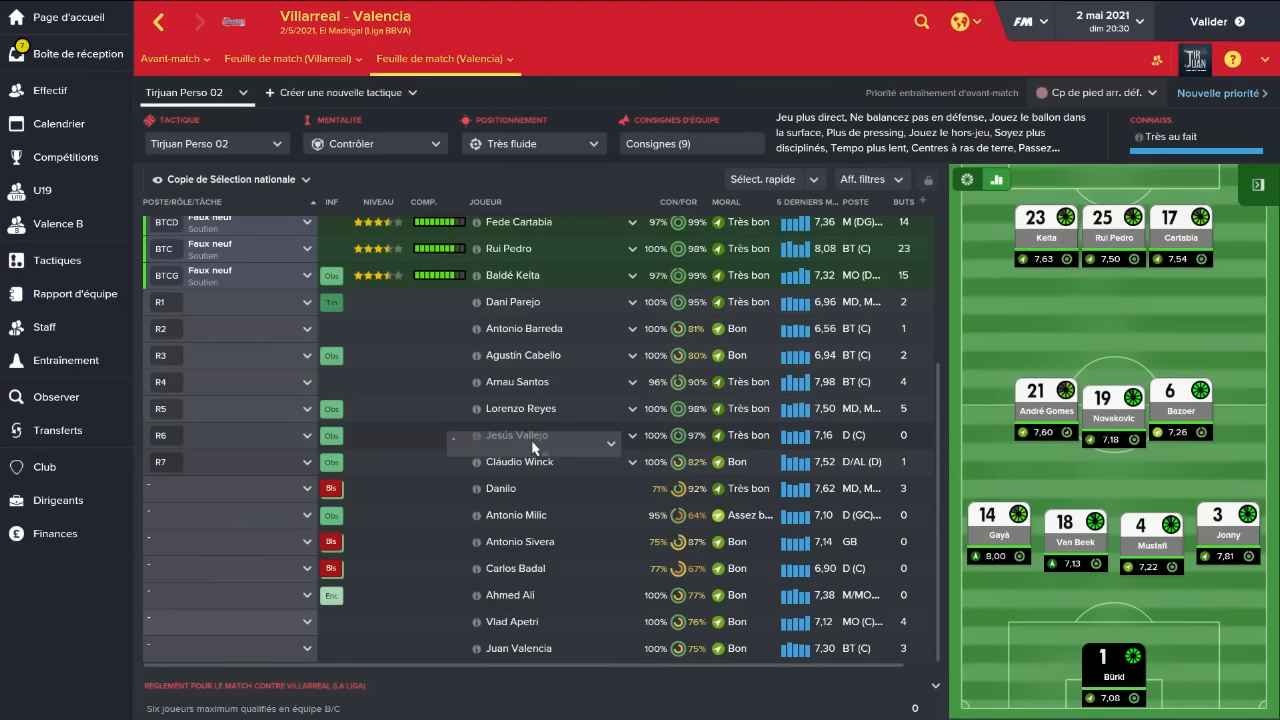 Page d'accueil
7
Boîte de réception
Effectif
Calendrier
Compétitions
U19
U19
Valence B
B
Tactiques
Rapport d'équipe
Staff
Entraînement
Observer
Transferts
Club
Dirigeants
Finances
Villarreal - Valencia
2/5/2021, El Madrigal (Liga BBVA)
FM
2 mai 2021
dim 20:30
Valider
Avant-match
Feuille de match (Villarreal)
Feuille de match (Valencia)
TIR JUAN
?
Tirjuan Perso 02
+ Créer une nouvelle tactique
Priorité entraînement d'avant-match
Cp de pied arr. déf.
Nouvelle priorité
TACTIQUE
MENTALITÉ
POSITIONNEMENT
CONSIGNES D'ÉQUIPE
Tirjuan Perso 02
Contrôler
Très fluide
Consignes (9)
Jeu plus direct, Ne balancez pas en défense, Jouez le ballon dans
la surface, Plus de pressing, Jouez le hors-jeu, Soyez plus
disciplinés, Tempo plus lent, Centres à ras de terre, Passez...
CONNAISS.
Très au fait
Copie de Sélection nationale
Sélect. rapide
Aff. filtres
POSTE/RÔLE/TÂCHE INF NIVEAU COMP. JOUEUR CON/FOR MORAL 5 DERNIERS M... POSTE BUTS +
BTCD Faux neuf Soutien Fede Cartabia 97% 99% Très bon 7,36 M (DG)... 14
BTC Faux neuf Soutien Rui Pedro 100% 98% Très bon 8,08 BT (C) 23
BTCG Faux neuf Soutien Obs Baldé Keita 97% 99% Très bon 7,32 MO (D... 15
R1 Tm Dani Parejo 100% 95% Très bon 6,96 MD, M... 2
R2 Antonio Barreda 100% 81% Bon 6,56 BT (C) 1
R3 Obs Agustín Cabello 100% 80% Bon 6,94 BT (C) 2
R4 Arnau Santos 96% 90% Très bon 7,98 BT (C) 4
R5 Obs Lorenzo Reyes 100% 98% Très bon 7,50 MD, M... 5
R6 Obs Jesús Vallejo 100% 97% Très bon 7,16 D (C) 0
-
R7 Obs Cláudio Winck 100% 82% Bon 7,52 D/AL (D) 1
- Bls Danilo 71% 92% Très bon 7,62 MD, M... 3
- Obs Antonio Milic 95% 64% Assez b... 7,10 D (GC)... 0
- Bls Antonio Sivera 75% 87% Bon 7,14 GB 0
- Bls Carlos Badal 77% 67% Bon 6,90 D (C) 0
- Enc Ahmed Ali 100% 77% Bon 7,38 M/MO... 0
- Vlad Apetri 100% 76% Bon 7,12 MO (C)... 4
- Juan Valencia 100% 75% Bon 7,30 BT (C) 3
RÈGLEMENT POUR LE MATCH CONTRE VILLARREAL (LA LIGA)
Six joueurs maximum qualifiés en équipe B/C 0
23 25 17
Keita Rui Pedro Cartabia
7,63 7,50 7,54
21 19 6
André Gomes Novakovic Bazoer
7,60 7,18 7,26
14 18 4 3
Gayà Van Beek Mustafi Jonny
8,00 7,13 7,22 7,81
1
Bürki
7,08